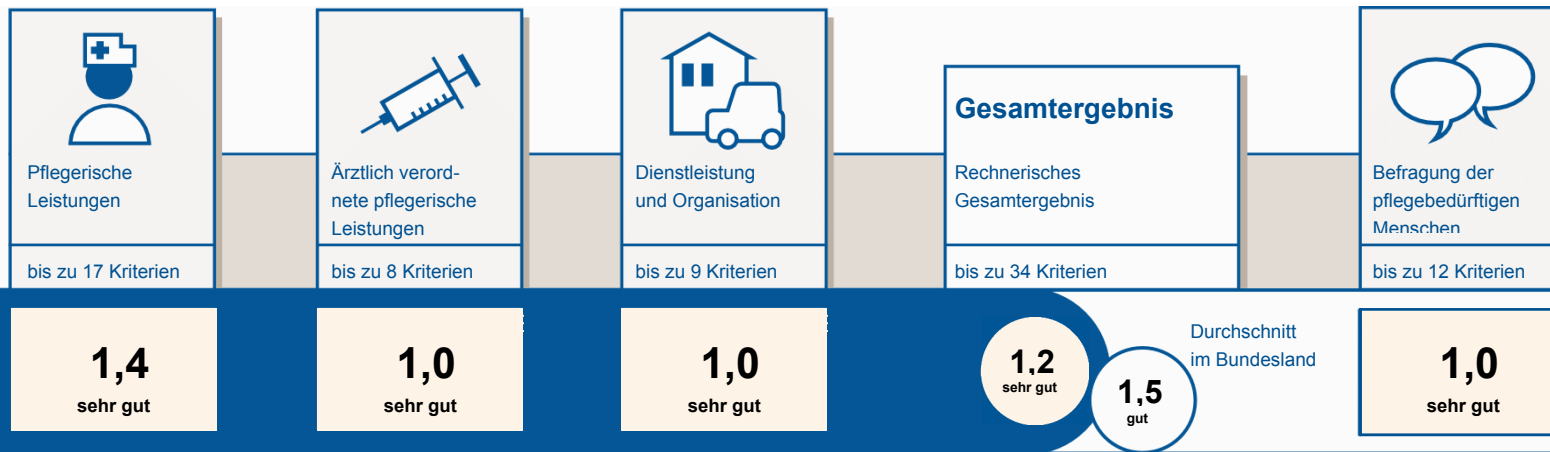 Pflegerische
Leistungen
bis zu 17 Kriterien
1,4
sehr gut
Ärztlich verord-
nete pflegerische
Leistungen
bis zu 8 Kriterien
1,0
sehr gut
Dienstleistung
und Organisation
bis zu 9 Kriterien
1,0
sehr gut
Gesamtergebnis
Rechnerisches
Gesamtergebnis
bis zu 34 Kriterien
1,2
sehr gut
1,5
gut
Durchschnitt
im Bundesland
Befragung der
pflegebedürftigen
Menschen
bis zu 12 Kriterien
1,0
sehr gut